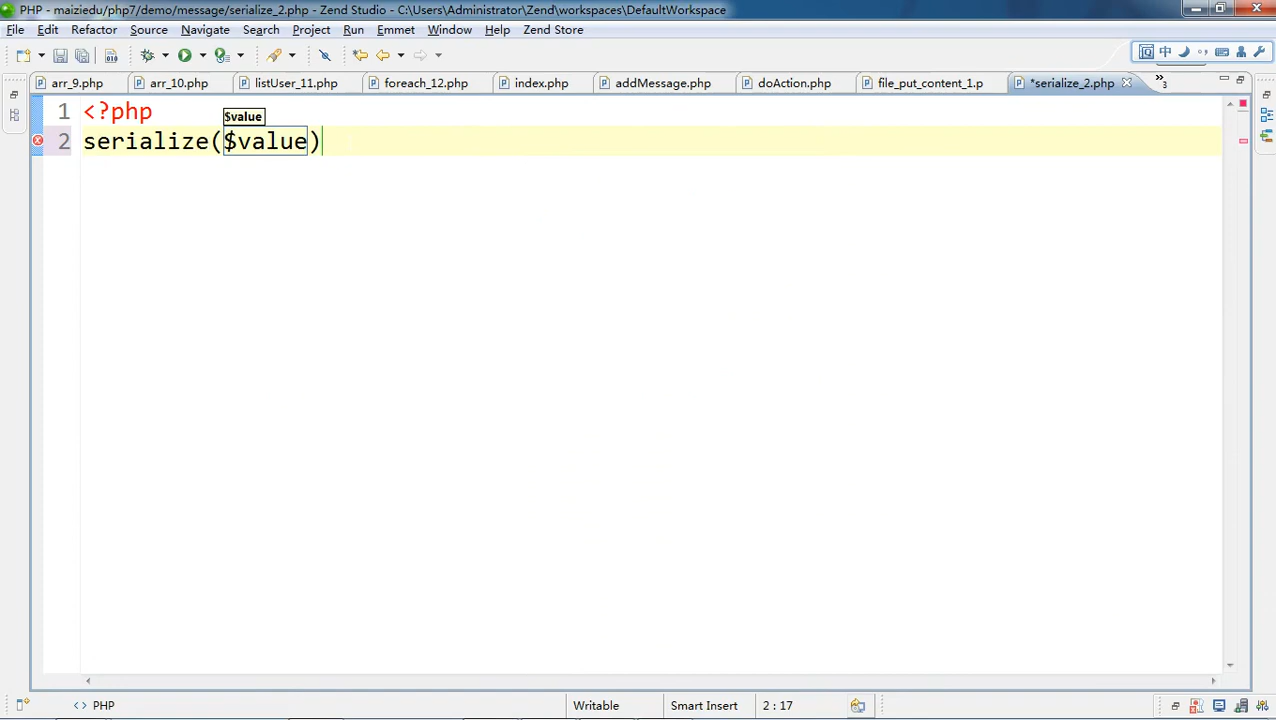 PHP - maiziedu/php7/demo/message/serialize_2.php - Zend Studio - C:\Users\Administrator\Zend\workspaces\DefaultWorkspace
File Edit Refactor Source Navigate Search Project Run Emmet Window Help Zend Store
中
arr_9.php arr_10.php listUser_11.php foreach_12.php index.php addMessage.php doAction.php file_put_content_1.p *serialize_2.php »3
$value
1 <?php
2 serialize($value)
<> PHP Writable Smart Insert 2 : 17